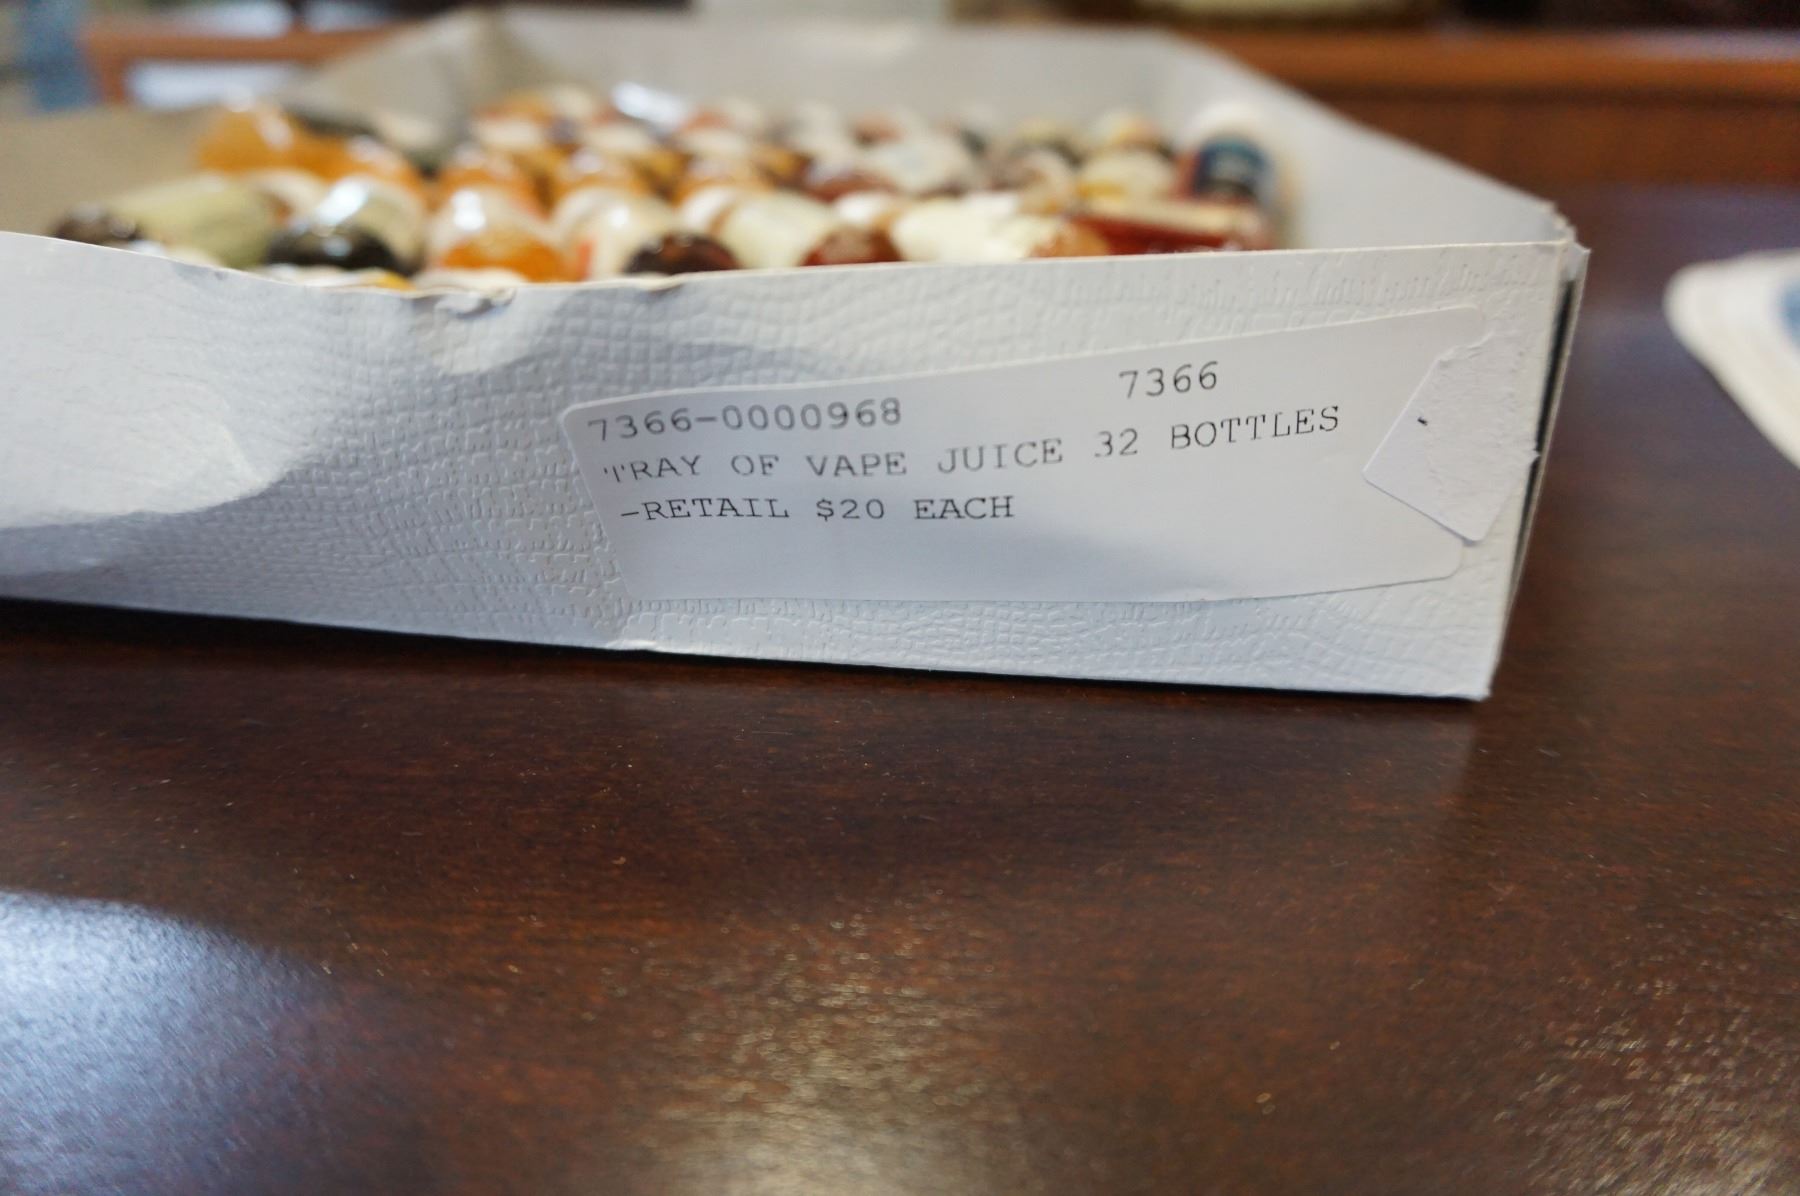 7366-0000968 7366
TRAY OF VAPE JUICE 32 BOTTLES
-RETAIL $20 EACH